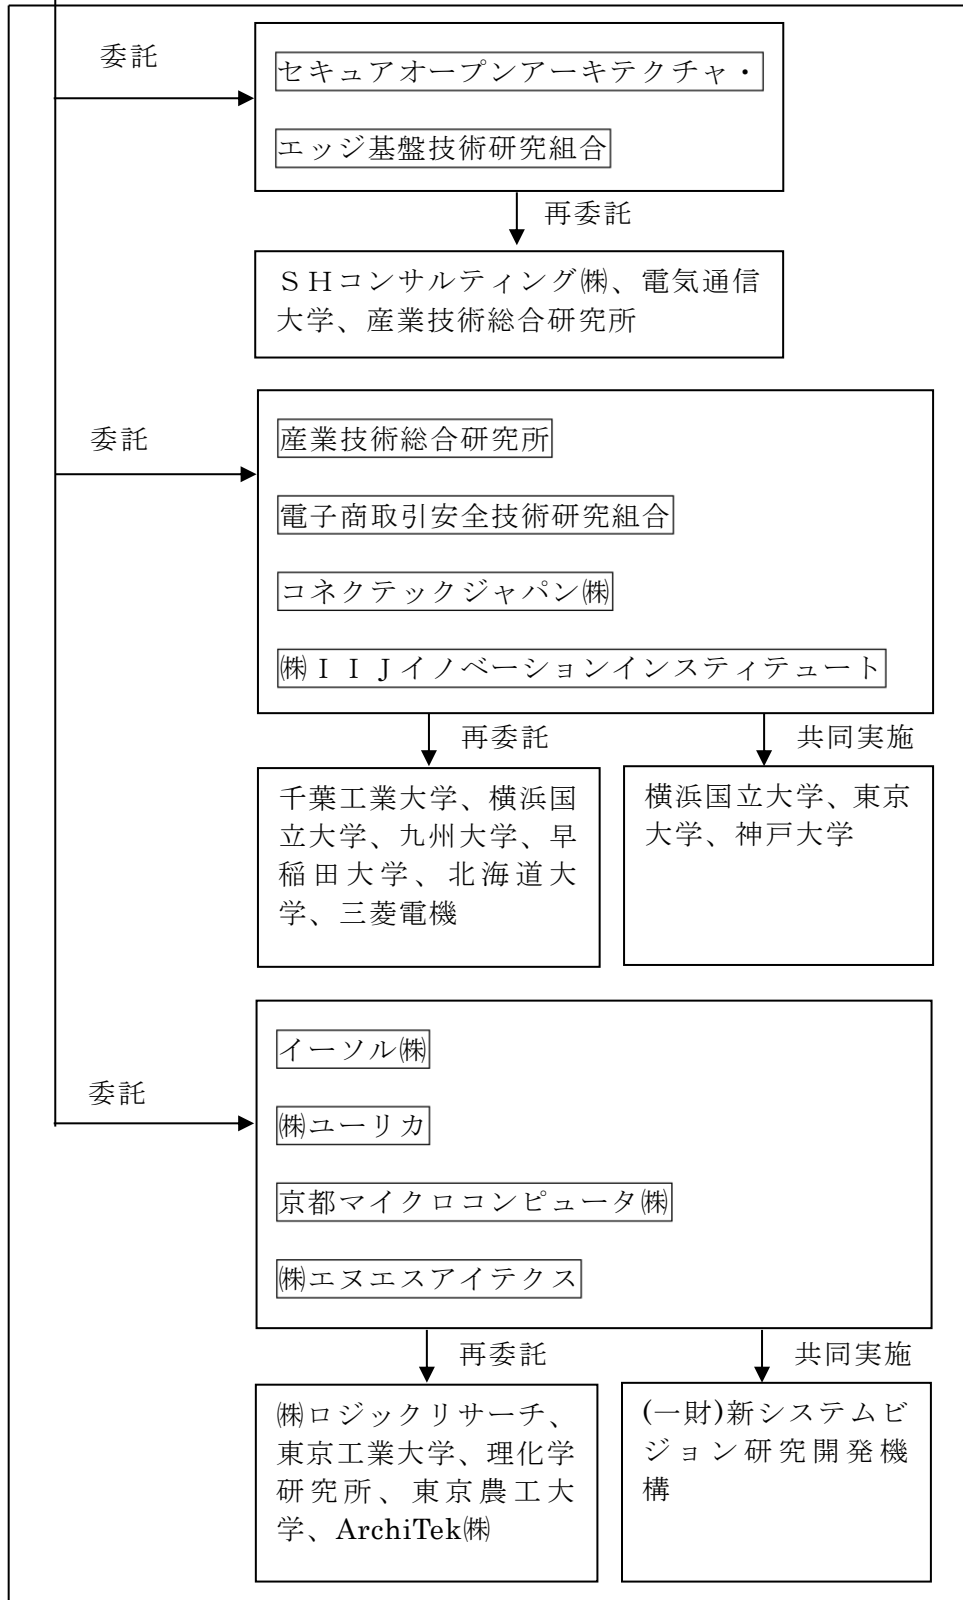 委託
セキュアオープンアーキテクチャ・
エッジ基盤技術研究組合
再委託
ＳＨコンサルティング㈱、電気通信
大学、産業技術総合研究所
委託
産業技術総合研究所
電子商取引安全技術研究組合
コネクテックジャパン㈱
㈱ＩＩＪイノベーションインスティテュート
再委託
共同実施
千葉工業大学、横浜国
立大学、九州大学、早
稲田大学、北海道大
学、三菱電機
横浜国立大学、東京
大学、神戸大学
委託
イーソル㈱
㈱ユーリカ
京都マイクロコンピュータ㈱
㈱エヌエスアイテクス
再委託
共同実施
㈱ロジックリサーチ、
東京工業大学、理化学
研究所、東京農工大
学、ArchiTek㈱
(一財)新システムビ
ジョン研究開発機
構